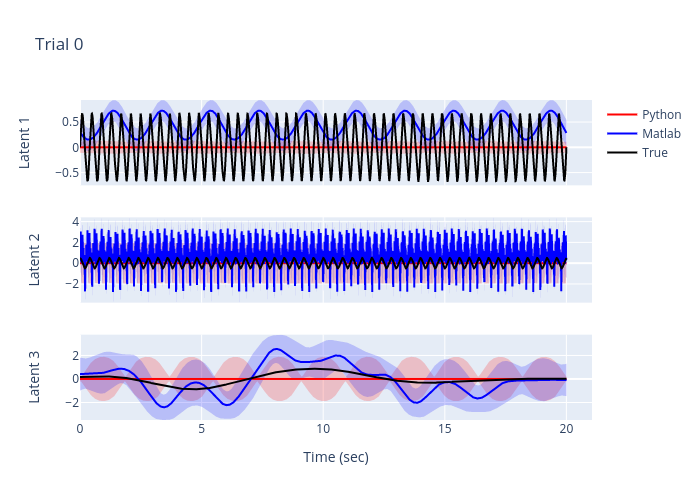 Trial 0
Python
Matlab
True
Latent 1
0.5
0
−0.5
Latent 2
4
2
0
−2
Latent 3
2
0
−2
0
5
10
15
20
Time (sec)